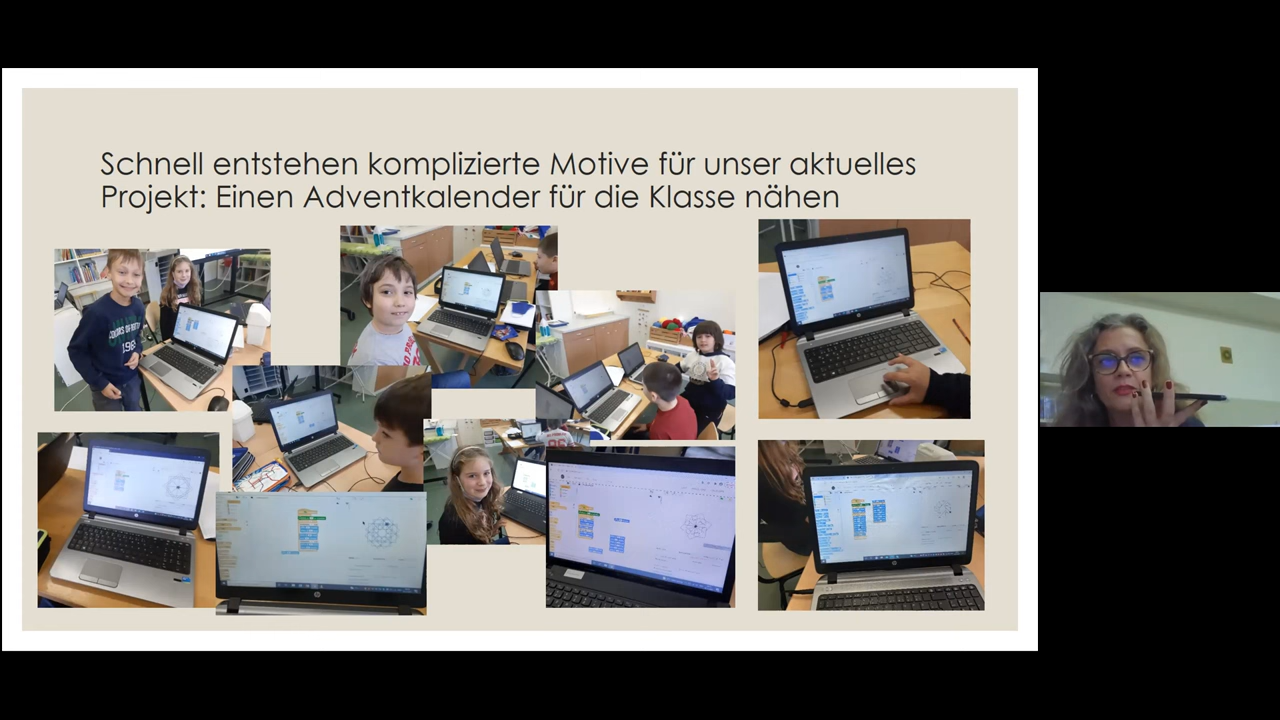 Schnell entstehen komplizierte Motive für unser aktuelles
Projekt: Einen Adventkalender für die Klasse nähen